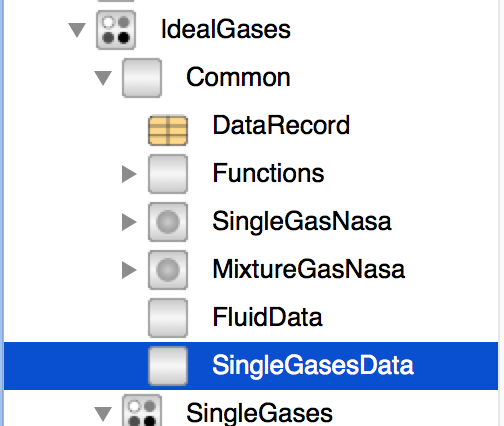 IdealGases
Common
DataRecord
Functions
SingleGasNasa
MixtureGasNasa
FluidData
SingleGasesData
SingleGases